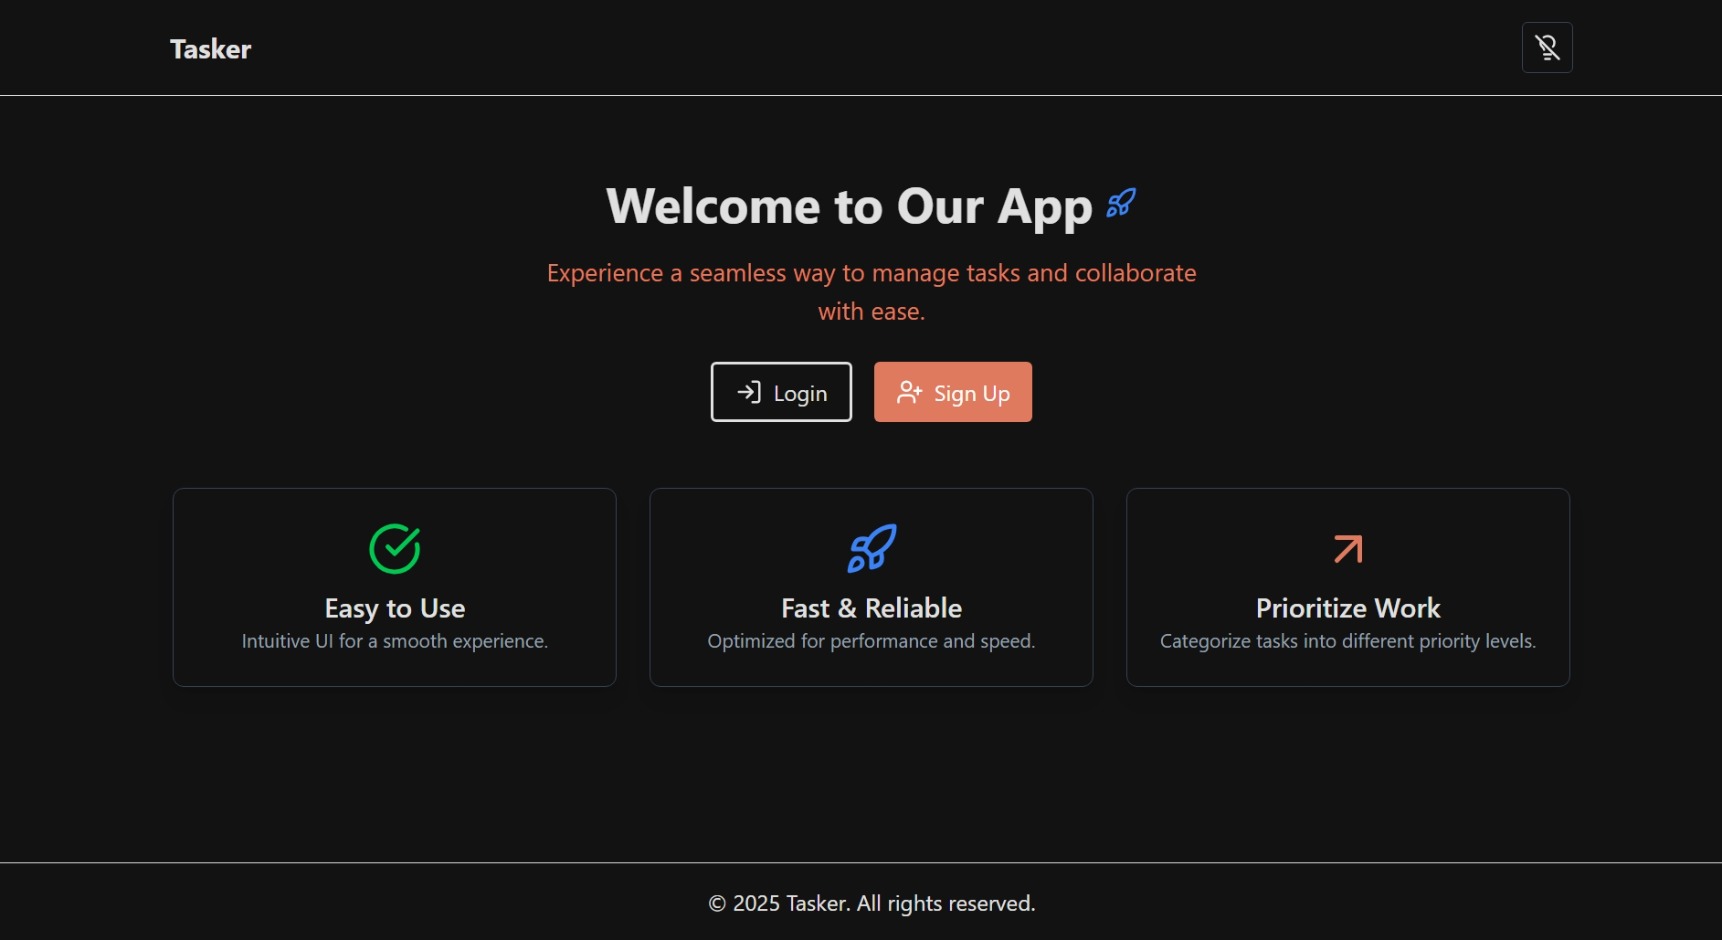 Tasker
Welcome to Our App
Experience a seamless way to manage tasks and collaborate
with ease.
Login
Sign Up
Easy to Use
Intuitive UI for a smooth experience.
Fast & Reliable
Optimized for performance and speed.
Prioritize Work
Categorize tasks into different priority levels.
© 2025 Tasker. All rights reserved.